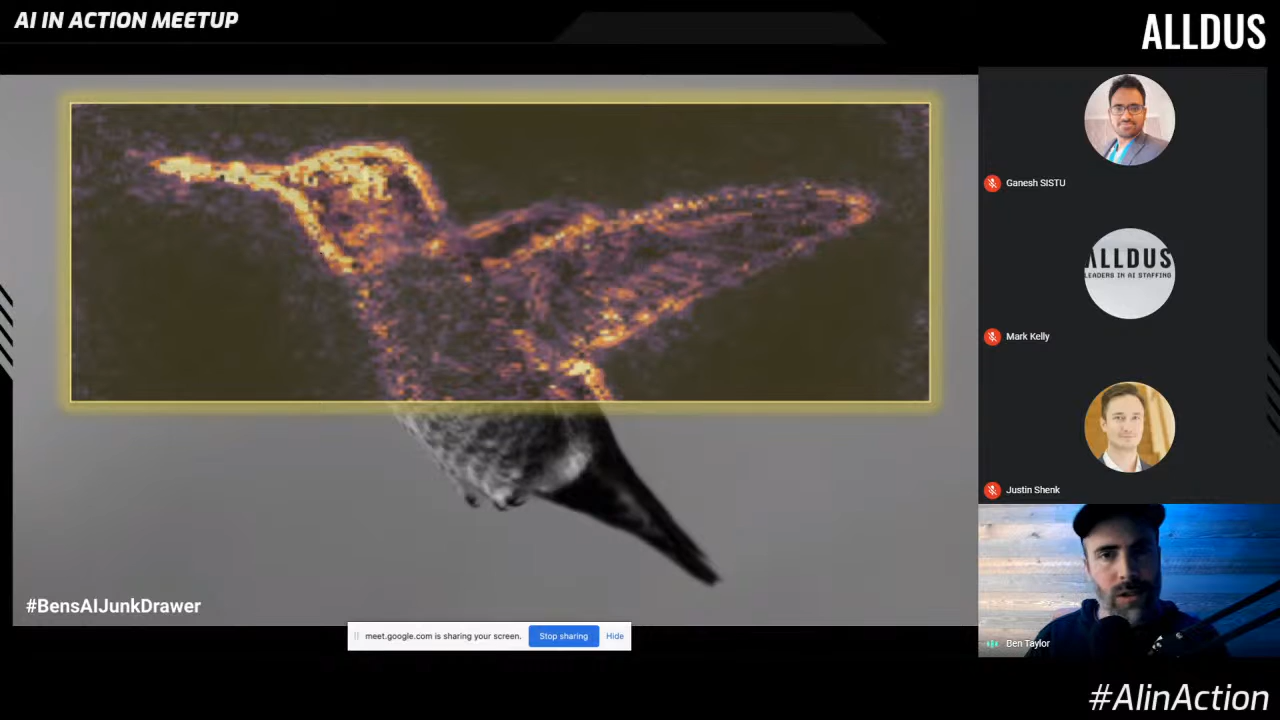 AI IN ACTION MEETUP
ALLDUS
Ganesh SISTU
ALLDUS
LEADERS IN AI STAFFING
Mark Kelly
Justin Shenk
#BensAIJunkDrawer
meet.google.com is sharing your screen.
Stop sharing
Hide
Ben Taylor
#AIinAction